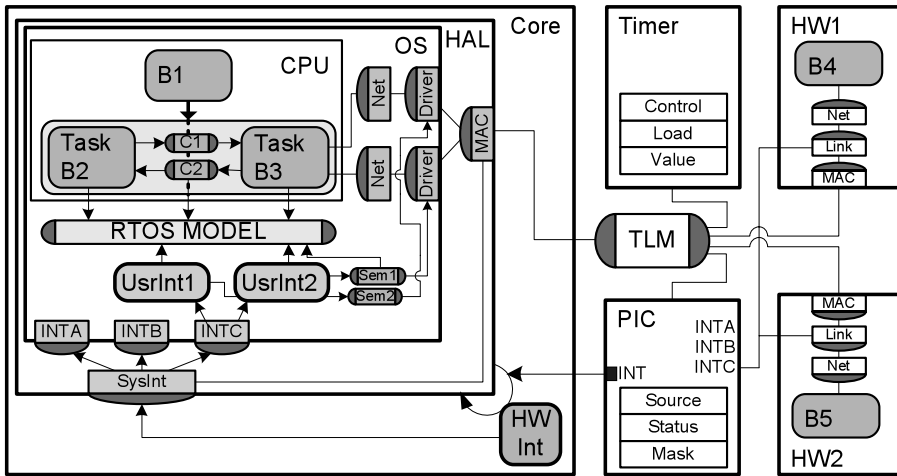 Core
HAL
OS
CPU
B1
Task
B2
C1
C2
Task
B3
Net
Driver
Net
Driver
MAC
RTOS MODEL
UsrInt1
UsrInt2
Sem1
Sem2
INTA
INTB
INTC
SysInt
HW
Int
Timer
Control
Load
Value
TLM
PIC
INTA
INTB
INTC
INT
Source
Status
Mask
HW1
B4
Net
Link
MAC
MAC
Link
Net
B5
HW2